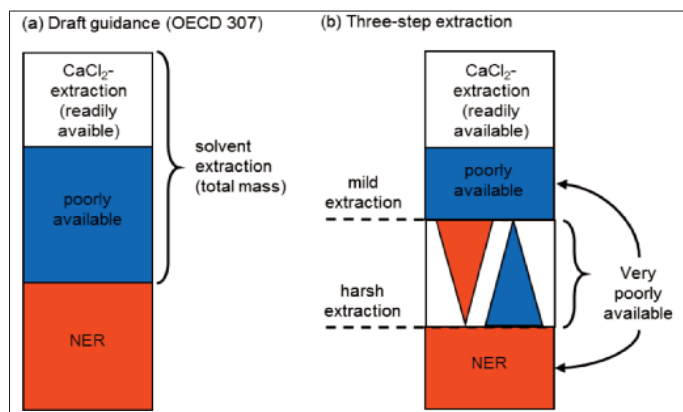 (a) Draft guidance (OECD 307)
CaCl₂-
extraction
(readily
avaible)
poorly
available
NER
solvent
extraction
(total mass)
(b) Three-step extraction
CaCl₂-
extraction
(readily
available)
poorly
available
mild
extraction
harsh
extraction
NER
Very
poorly
available